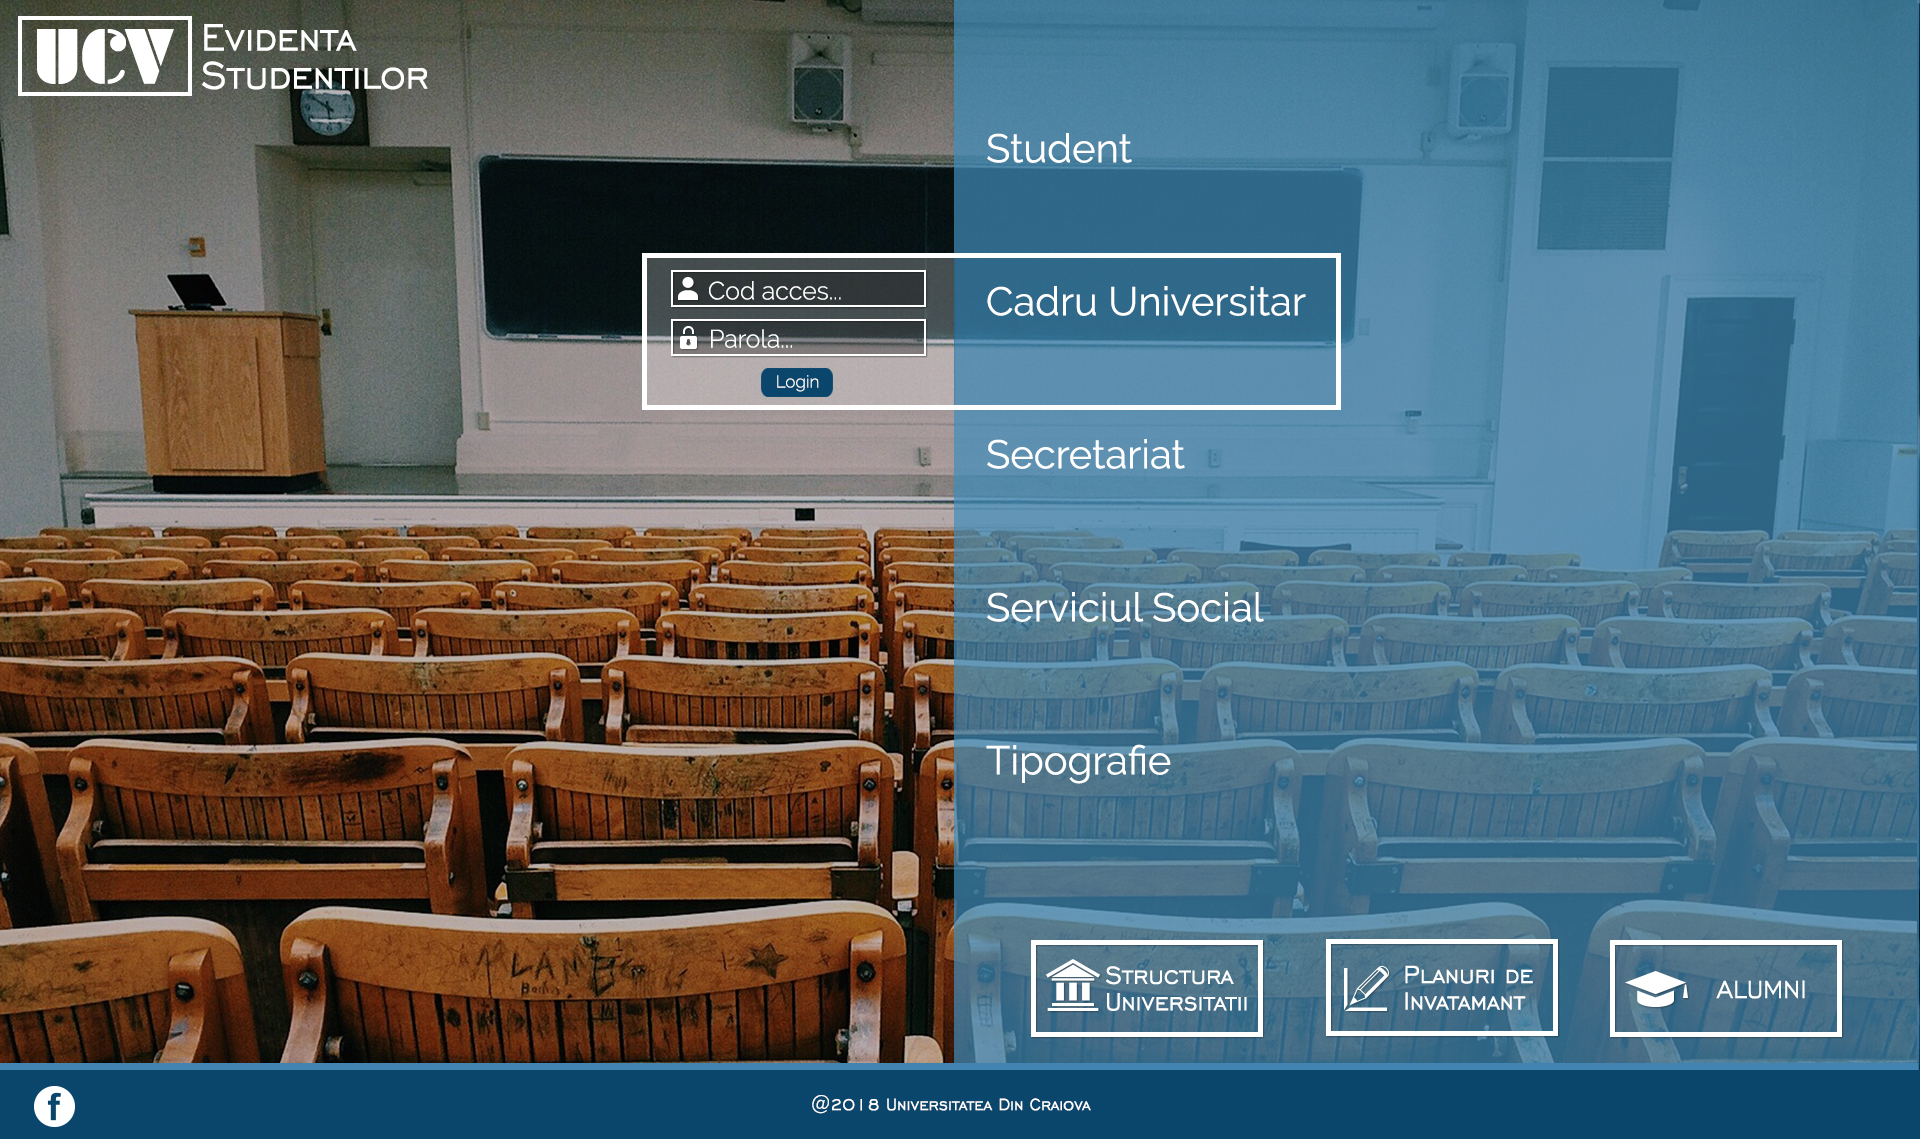 UCV
EVIDENTA
STUDENTILOR
Student
Cod acces...
Parola...
Login
Cadru Universitar
Secretariat
Serviciul Social
Tipografie
STRUCTURA
UNIVERSITATII
PLANURI DE
INVATAMANT
ALUMNI
@2018 UNIVERSITATEA DIN CRAIOVA